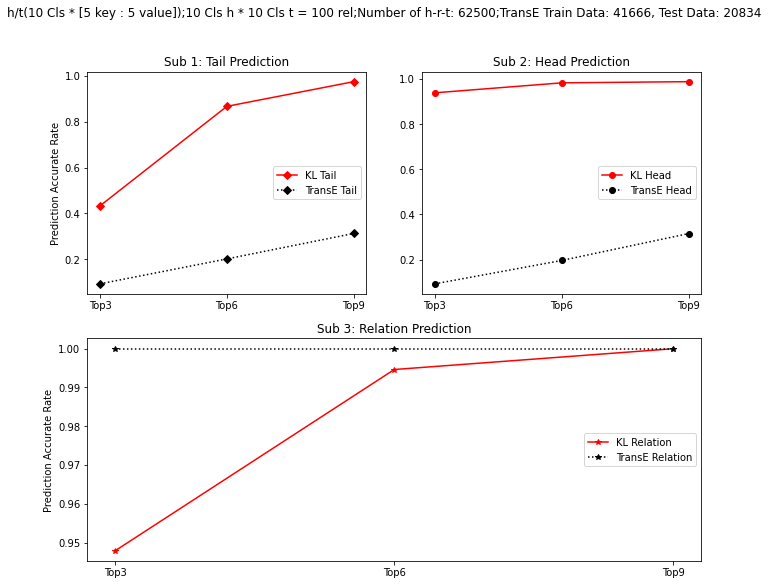 h/t(10 Cls * [5 key : 5 value]);10 Cls h * 10 Cls t = 100 rel;Number of h-r-t: 62500;TransE Train Data: 41666, Test Data: 20834
Sub 1: Tail Prediction
Prediction Accurate Rate
1.0
0.8
0.6
0.4
0.2
KL Tail
TransE Tail
Top3
Top6
Top9
Sub 2: Head Prediction
1.0
0.8
0.6
0.4
0.2
KL Head
TransE Head
Top3
Top6
Top9
Sub 3: Relation Prediction
Prediction Accurate Rate
1.00
0.99
0.98
0.97
0.96
0.95
KL Relation
TransE Relation
Top3
Top6
Top9